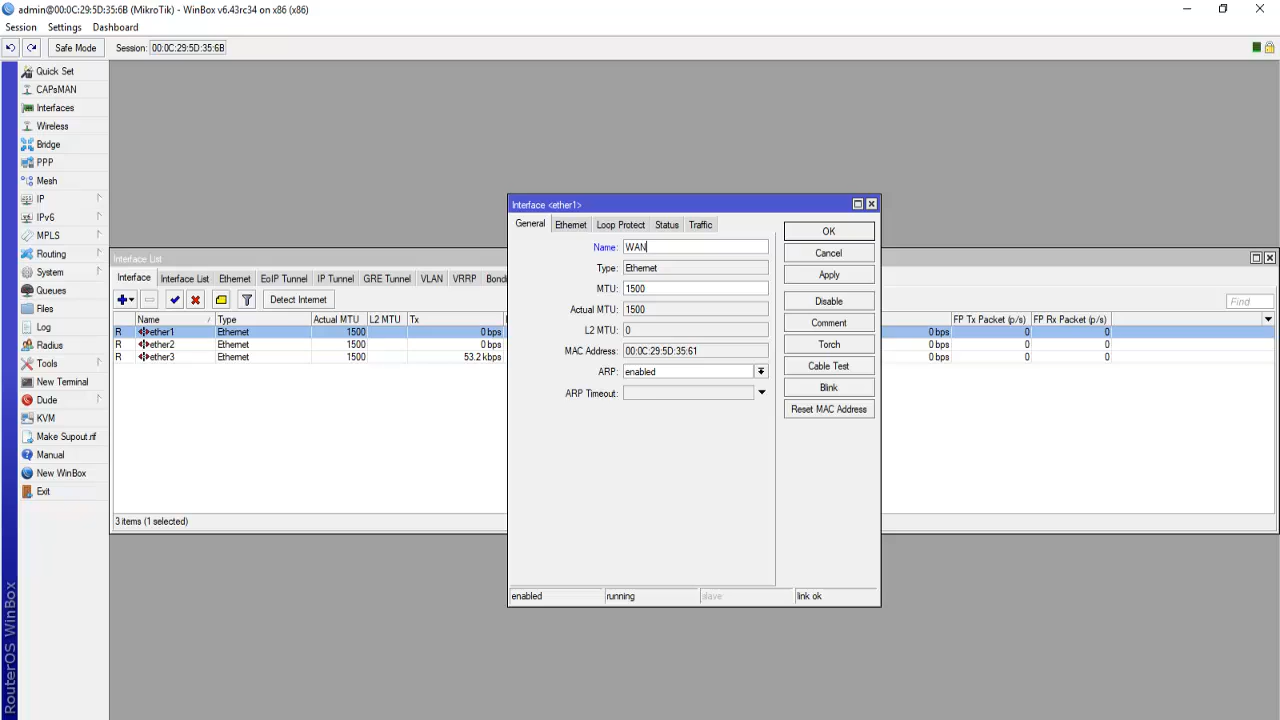 admin@00:0C:29:5D:35:6B (MikroTik) - WinBox v6.43rc34 on x86 (x86)
Session Settings Dashboard
Safe Mode Session: 00:0C:29:5D:35:6B
Quick Set
CAPsMAN
Interfaces
Wireless
Bridge
PPP
Mesh
IP
IPv6
MPLS
Routing
System
Queues
Files
Log
Radius
Tools
New Terminal
Dude
KVM
Make Supout.rif
Manual
New WinBox
Exit
RouterOS WinBox
Interface List
Interface Interface List Ethernet EoIP Tunnel IP Tunnel GRE Tunnel VLAN VRRP Bond
Detect Internet Find
Name Type Actual MTU L2 MTU Tx FP Tx Packet (p/s) FP Rx Packet (p/s)
R ether1 Ethernet 1500 0 bps 0 bps 0 0
R ether2 Ethernet 1500 0 bps 0 bps 0 0
R ether3 Ethernet 1500 53.2 kbps 0 bps 0 0
3 items (1 selected)
Interface <ether1>
General Ethernet Loop Protect Status Traffic
Name: WAN
Type: Ethernet
MTU: 1500
Actual MTU: 1500
L2 MTU: 0
MAC Address: 00:0C:29:5D:35:61
ARP: enabled
ARP Timeout:
OK
Cancel
Apply
Disable
Comment
Torch
Cable Test
Blink
Reset MAC Address
enabled running slave link ok